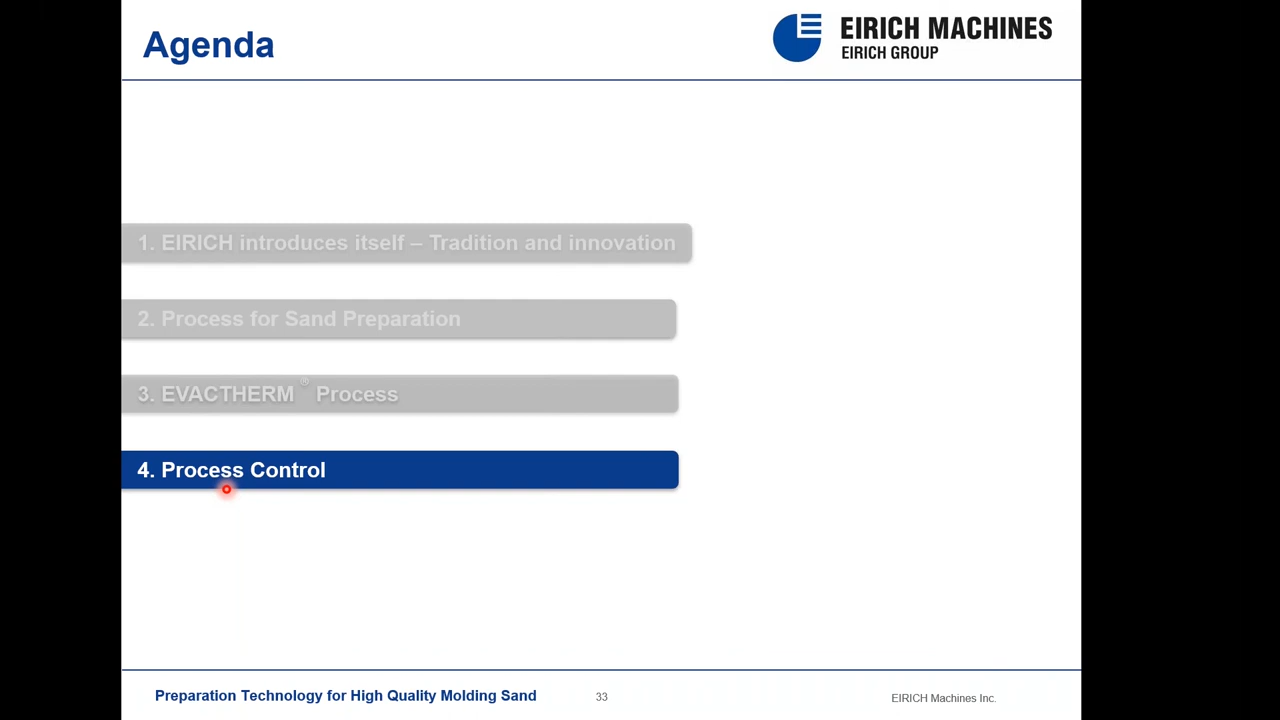 Agenda
EIRICH MACHINES
EIRICH GROUP
1. EIRICH introduces itself – Tradition and innovation
2. Process for Sand Preparation
3. EVACTHERM ® Process
4. Process Control
Preparation Technology for High Quality Molding Sand
33
EIRICH Machines Inc.